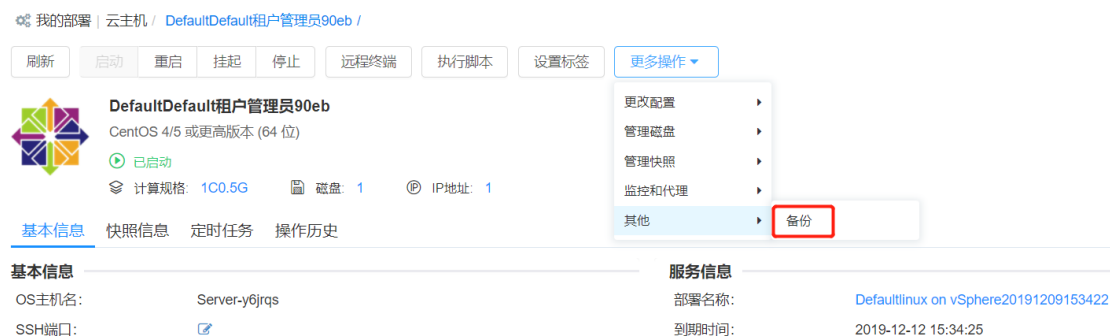 我的部署 | 云主机 / DefaultDefault租户管理员90eb /
刷新 启动 重启 挂起 停止 远程终端 执行脚本 设置标签 更多操作
DefaultDefault租户管理员90eb
CentOS 4/5 或更高版本 (64 位)
已启动
计算规格: 1C0.5G 磁盘: 1 IP地址: 1
更改配置
管理磁盘
管理快照
监控和代理
其他 备份
基本信息 快照信息 定时任务 操作历史
基本信息 服务信息
OS主机名: Server-y6jrqs 部署名称: Defaultlinux on vSphere20191209153422
SSH端口: 到期时间: 2019-12-12 15:34:25